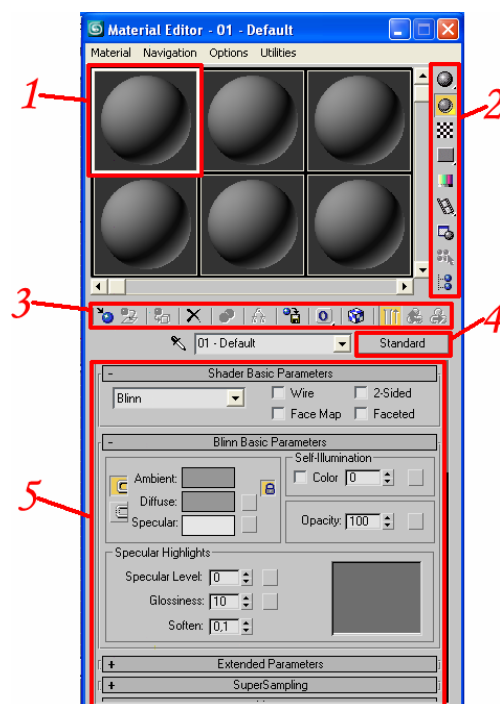 Material Editor - 01 - Default
Material Navigation Options Utilities
1
2
3
01 - Default
Standard
4
- Shader Basic Parameters
Blinn
Wire 2-Sided
Face Map Faceted
- Blinn Basic Parameters
Self-Illumination
Ambient:
Color 0
Diffuse:
5
Specular:
Opacity: 100
Specular Highlights
Specular Level: 0
Glossiness: 10
Soften: 0,1
+ Extended Parameters
+ SuperSampling